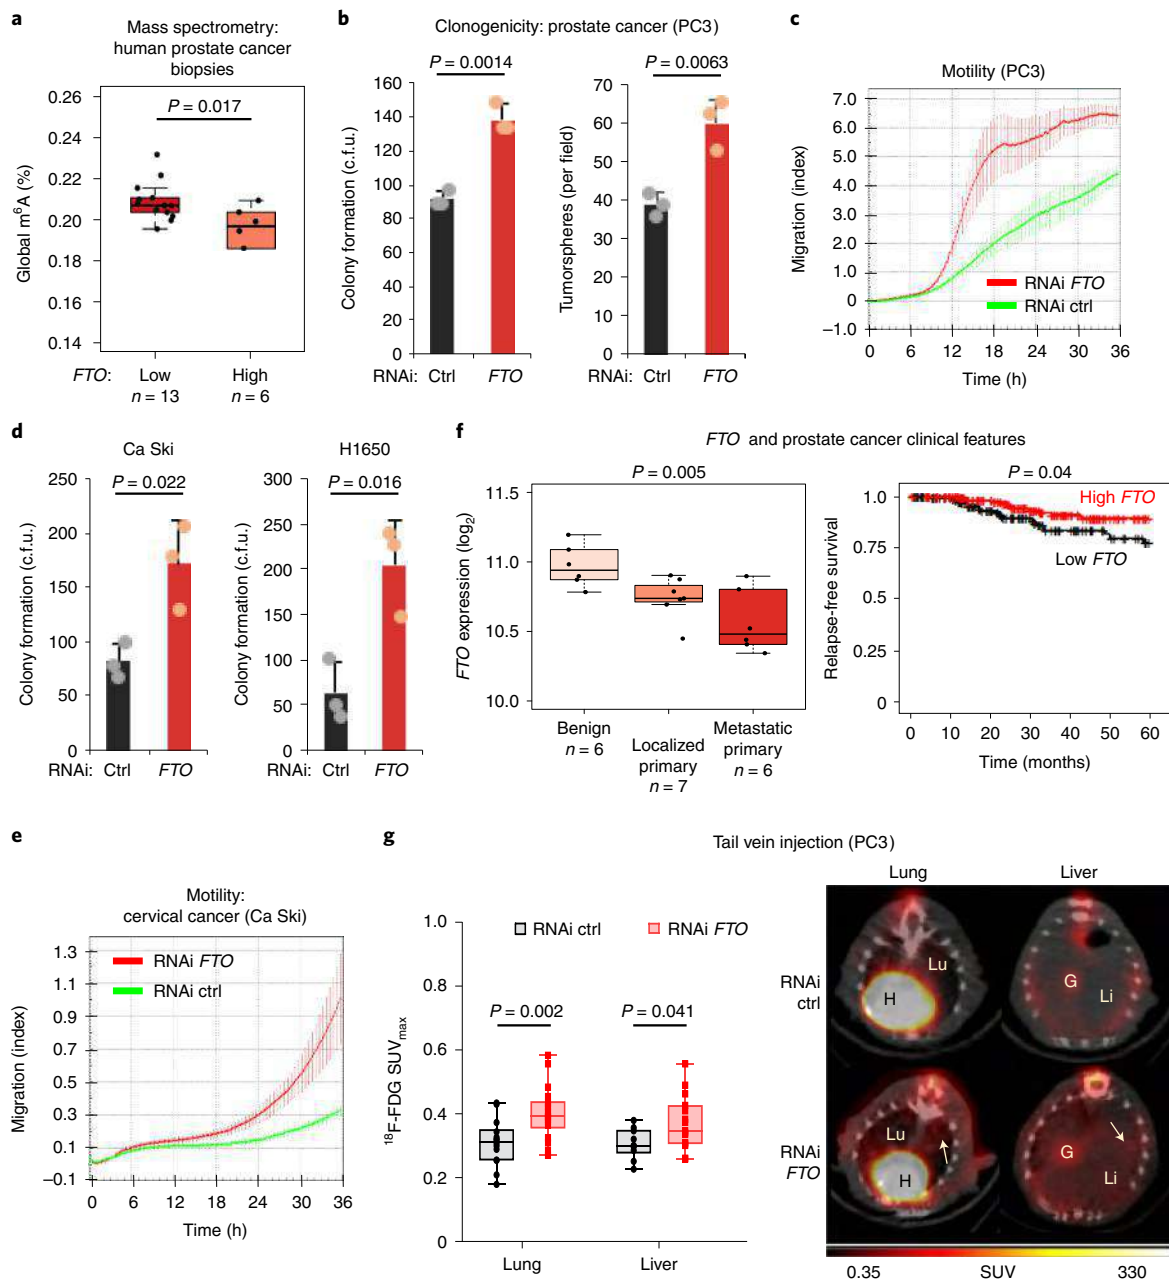 a
Mass spectrometry:
human prostate cancer
biopsies
P = 0.017
Global m⁶A (%)
0.26
0.24
0.22
0.20
0.18
0.16
0.14
FTO: Low High
n = 13 n = 6
b
Clonogenicity: prostate cancer (PC3)
P = 0.0014
Colony formation (c.f.u.)
160
140
120
100
80
60
40
20
0
RNAi: Ctrl FTO
P = 0.0063
Tumorspheres (per field)
70
60
50
40
30
20
10
0
RNAi: Ctrl FTO
c
Motility (PC3)
Migration (index)
7.0
6.0
5.0
4.0
3.0
2.0
1.0
0
–1.0
RNAi FTO
RNAi ctrl
0 6 12 18 24 30 36
Time (h)
d
Ca Ski
P = 0.022
Colony formation (c.f.u.)
250
200
150
100
50
0
RNAi: Ctrl FTO
H1650
P = 0.016
Colony formation (c.f.u.)
300
250
200
150
100
50
0
RNAi: Ctrl FTO
f
FTO and prostate cancer clinical features
P = 0.005
FTO expression (log₂)
11.5
11.0
10.5
10.0
Benign
n = 6
Localized
primary
n = 7
Metastatic
primary
n = 6
P = 0.04
Relapse-free survival
1.0
0.75
0.5
0.25
0
High FTO
Low FTO
0 10 20 30 40 50 60
Time (months)
e
Motility:
cervical cancer (Ca Ski)
Migration (index)
1.3
1.1
0.9
0.7
0.5
0.3
0.1
–0.1
RNAi FTO
RNAi ctrl
0 6 12 18 24 30 36
Time (h)
g
Tail vein injection (PC3)
¹⁸F-FDG SUVmax
1.0
0.8
0.6
0.4
0.2
0
RNAi ctrl RNAi FTO
P = 0.002 P = 0.041
Lung Liver
Lung Liver
RNAi
ctrl
Lu
H
G
Li
RNAi
FTO
Lu
H
G
Li
0.35 SUV 330